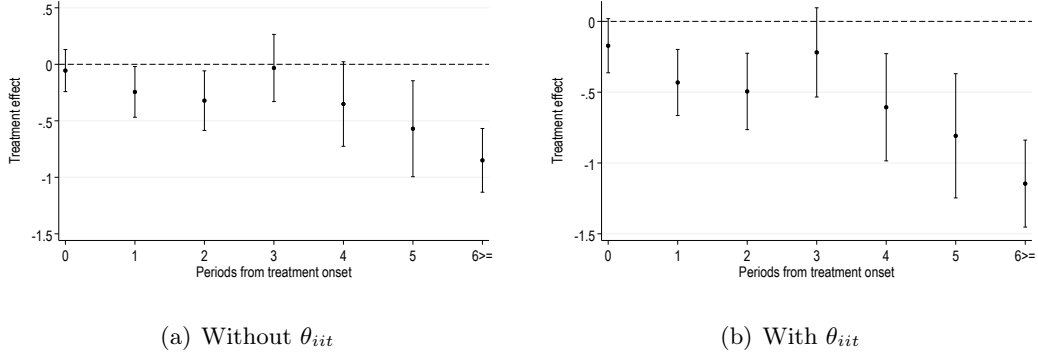 .5
0
-.5
-1
-1.5
Treatment effect
0 1 2 3 4 5 6>=
Periods from treatment onset
(a) Without θiit
0
-.5
-1
-1.5
Treatment effect
0 1 2 3 4 5 6>=
Periods from treatment onset
(b) With θiit